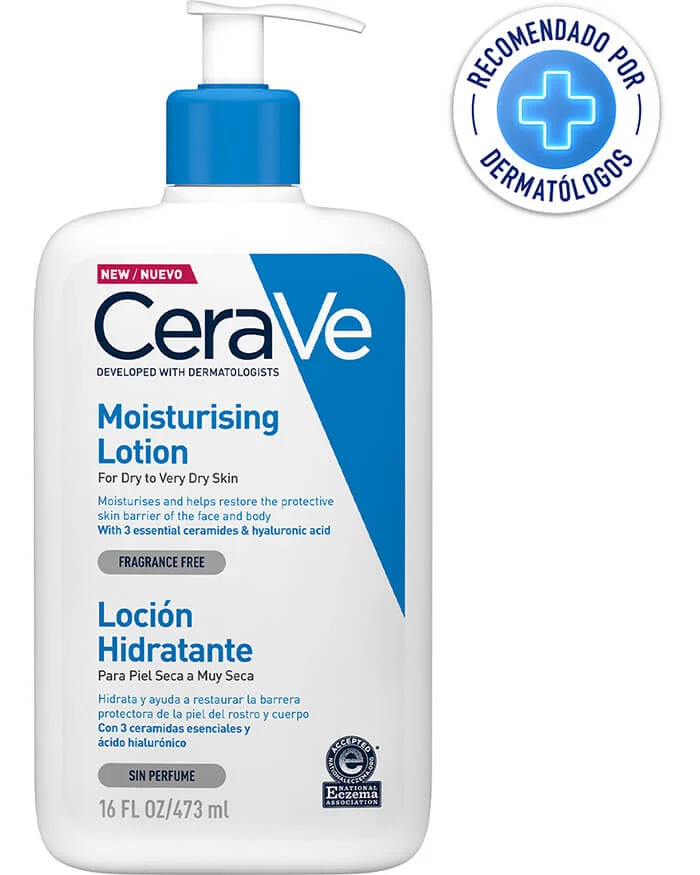 RECOMENDADO POR
DERMATÓLOGOS
NEW / NUEVO
CeraVe
DEVELOPED WITH DERMATOLOGISTS
Moisturising
Lotion
For Dry to Very Dry Skin
Moisturises and helps restore the protective
skin barrier of the face and body
With 3 essential ceramides & hyaluronic acid
FRAGRANCE FREE
Loción
Hidratante
Para Piel Seca a Muy Seca
Hidrata y ayuda a restaurar la barrera
protectora de la piel del rostro y cuerpo
Con 3 ceramidas esenciales y
ácido hialurónico
SIN PERFUME
16 FL OZ/473 ml
ACCEPTED
NATIONALECZEMA.ORG
e
NATIONAL
Eczema
ASSOCIATION